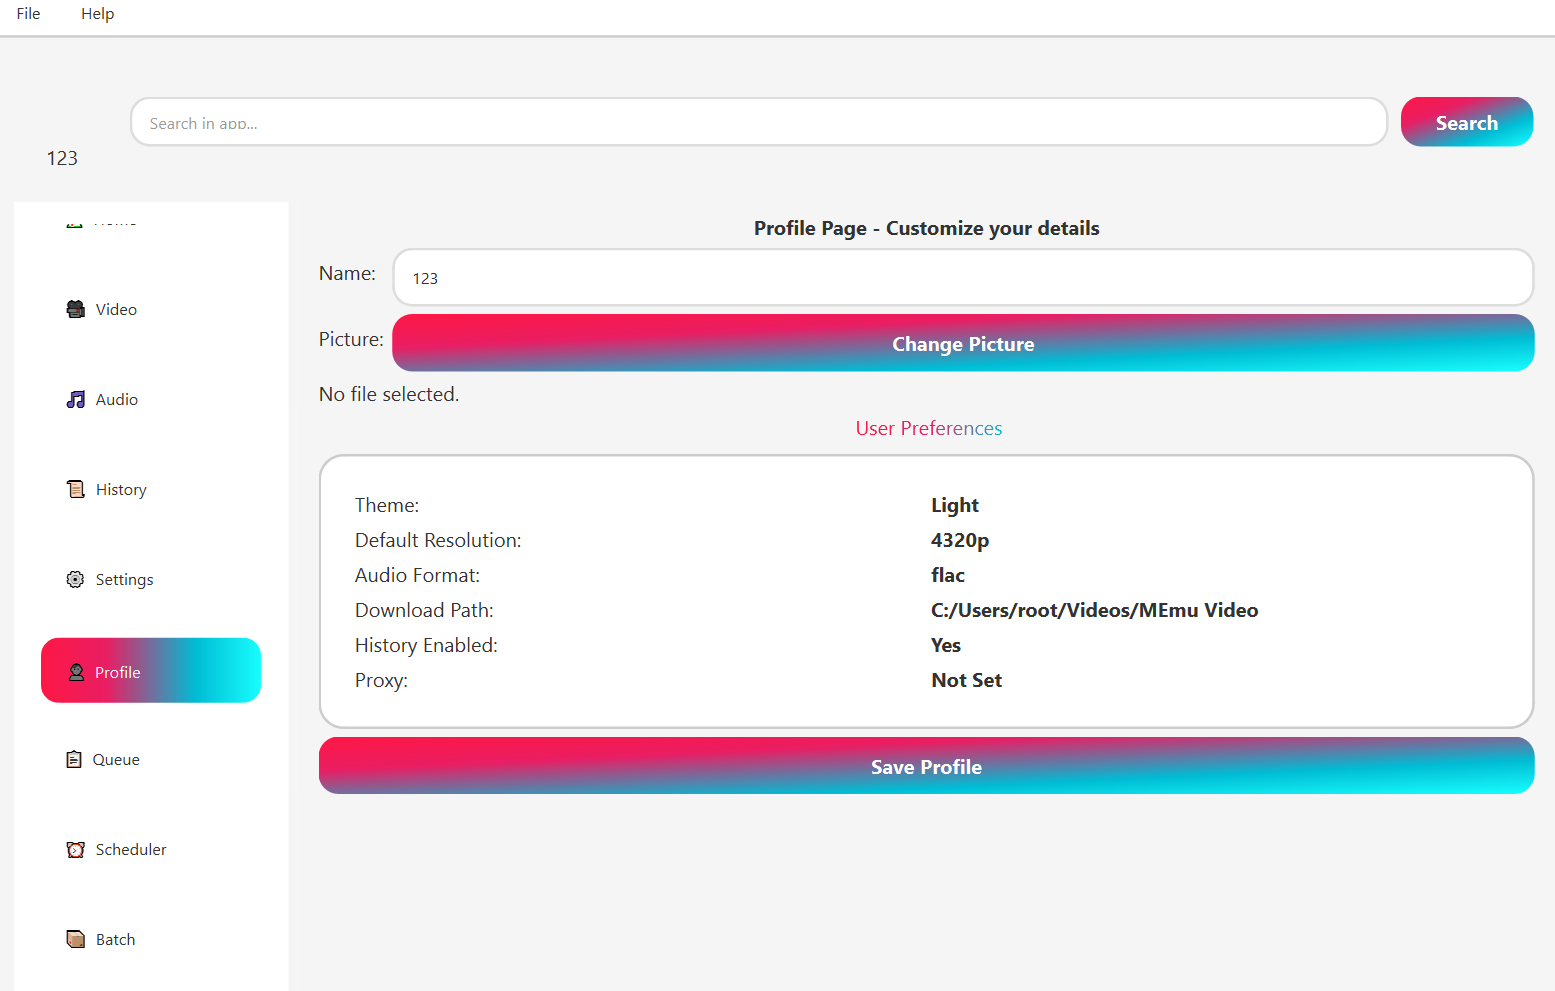 File Help
Search in app...
Search
123
Profile Page - Customize your details
Name: 123
Picture: Change Picture
No file selected.
User Preferences
Theme: Light
Default Resolution: 4320p
Audio Format: flac
Download Path: C:/Users/root/Videos/MEmu Video
History Enabled: Yes
Proxy: Not Set
Save Profile
Video
Audio
History
Settings
Profile
Queue
Scheduler
Batch